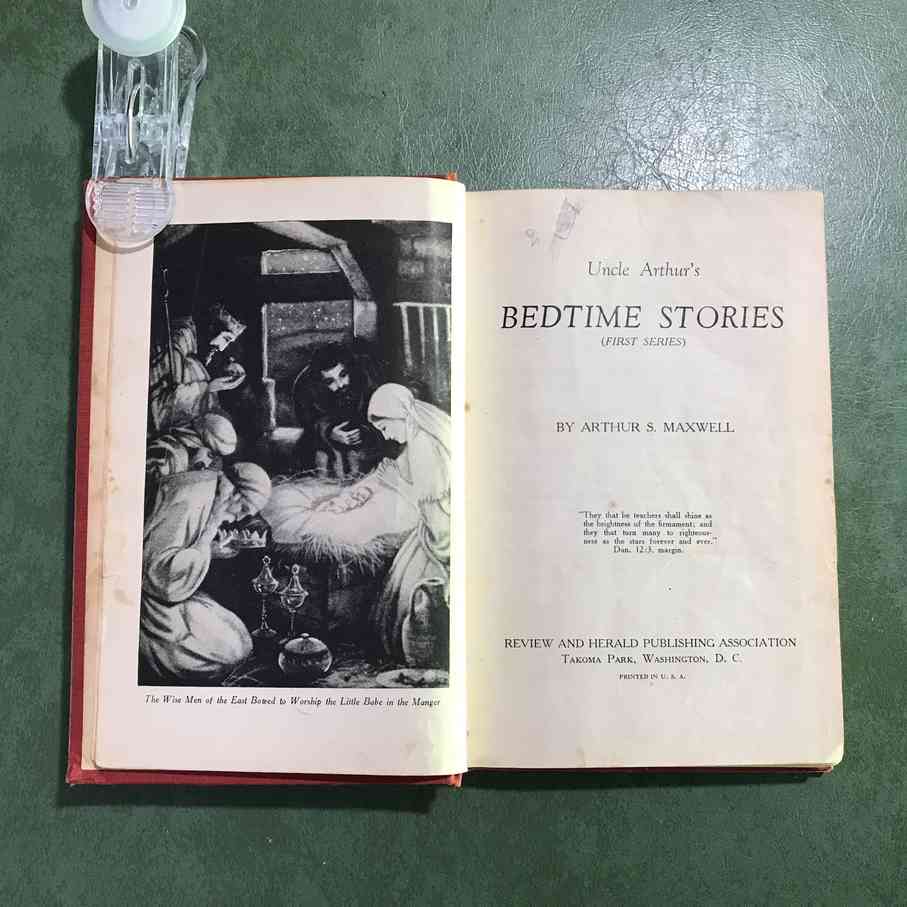 The Wise Men of the East Bowed to Worship the Little Babe in the Manger
Uncle Arthur's
BEDTIME STORIES
(FIRST SERIES)
BY ARTHUR S. MAXWELL
"They that be teachers shall shine as
the brightness of the firmament; and
they that turn many to righteous-
ness as the stars forever and ever."
Dan. 12:3, margin.
REVIEW AND HERALD PUBLISHING ASSOCIATION
TAKOMA PARK, WASHINGTON, D. C.
PRINTED IN U. S. A.